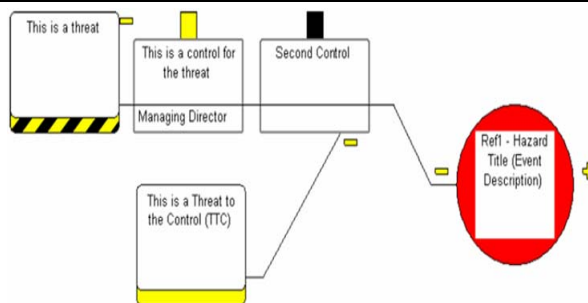 This is a threat
This is a control for
the threat
Managing Director
Second Control
Ref1 - Hazard
Title (Event
Description)
This is a Threat to
the Control (TTC)